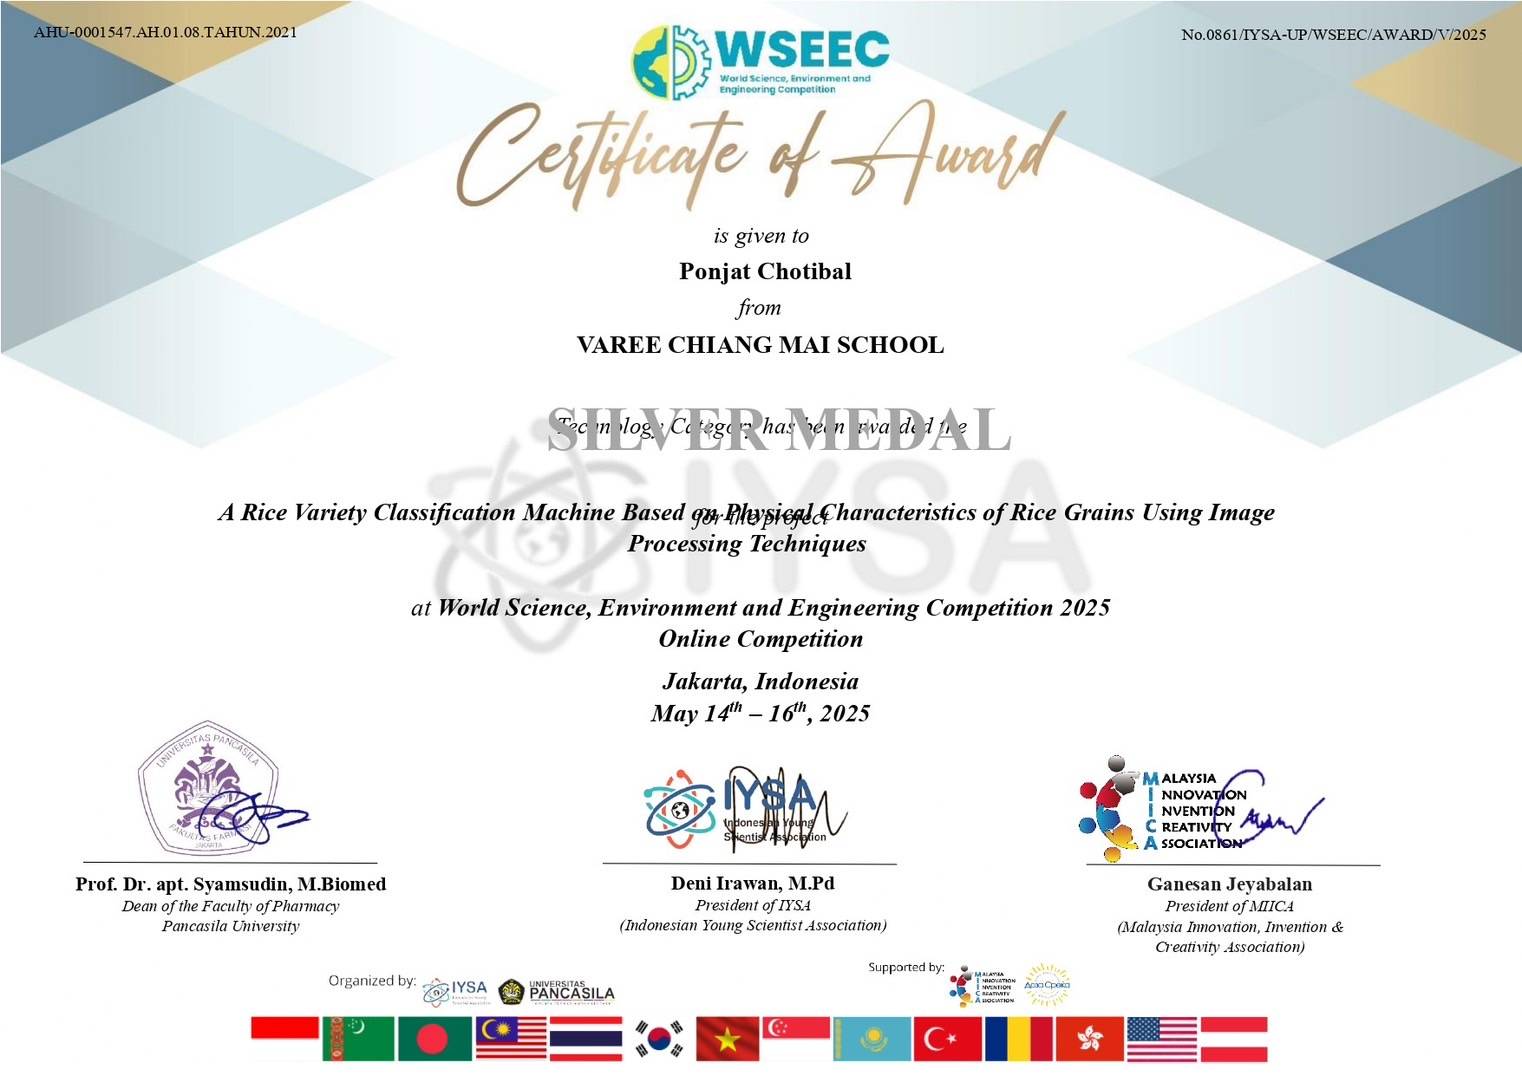 AHU-0001547.AH.01.08.TAHUN.2021
No.0861/IYSA-UP/WSEEC/AWARD/V/2025
WSEEC
World Science, Environment and
Engineering Competition
Certificate of Award
is given to
Ponjat Chotibal
from
VAREE CHIANG MAI SCHOOL
Technology Category has been awarded the
SILVER MEDAL
IYSA
for the project
A Rice Variety Classification Machine Based on Physical Characteristics of Rice Grains Using Image
Processing Techniques
at World Science, Environment and Engineering Competition 2025
Online Competition
Jakarta, Indonesia
May 14th – 16th, 2025
UNIVERSITAS PANCASILA
FAKULTAS FARMASI
JAKARTA
IYSA
Indonesian Young
Scientist Association
MALAYSIA
INNOVATION
INVENTION
CREATIVITY
ASSOCIATION
Prof. Dr. apt. Syamsudin, M.Biomed
Dean of the Faculty of Pharmacy
Pancasila University
Deni Irawan, M.Pd
President of IYSA
(Indonesian Young Scientist Association)
Ganesan Jeyabalan
President of MIICA
(Malaysia Innovation, Invention &
Creativity Association)
Organized by:
IYSA
UNIVERSITAS
PANCASILA
Supported by:
MALAYSIA
INNOVATION
INVENTION
CREATIVITY
ASSOCIATION